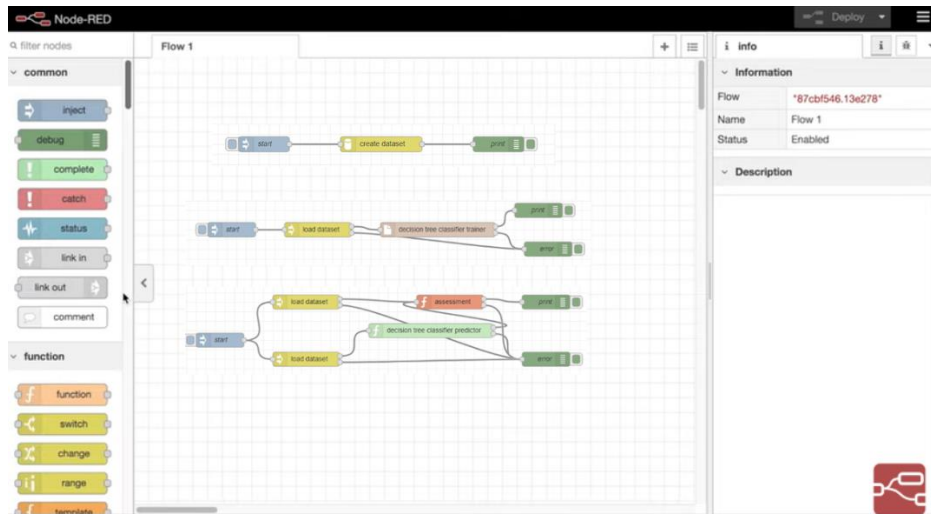 Node-RED
Deploy
filter nodes
Flow 1
i info
i
common
Information
inject
Flow "87cbf546.13e278"
debug
Name Flow 1
Status Enabled
complete
start create dataset print
Description
catch
print
status
start load dataset decision tree classifier trainer
link in
error
link out
load dataset assessment print
comment
decision tree classifier predictor
start
function
load dataset error
function
switch
change
range
template